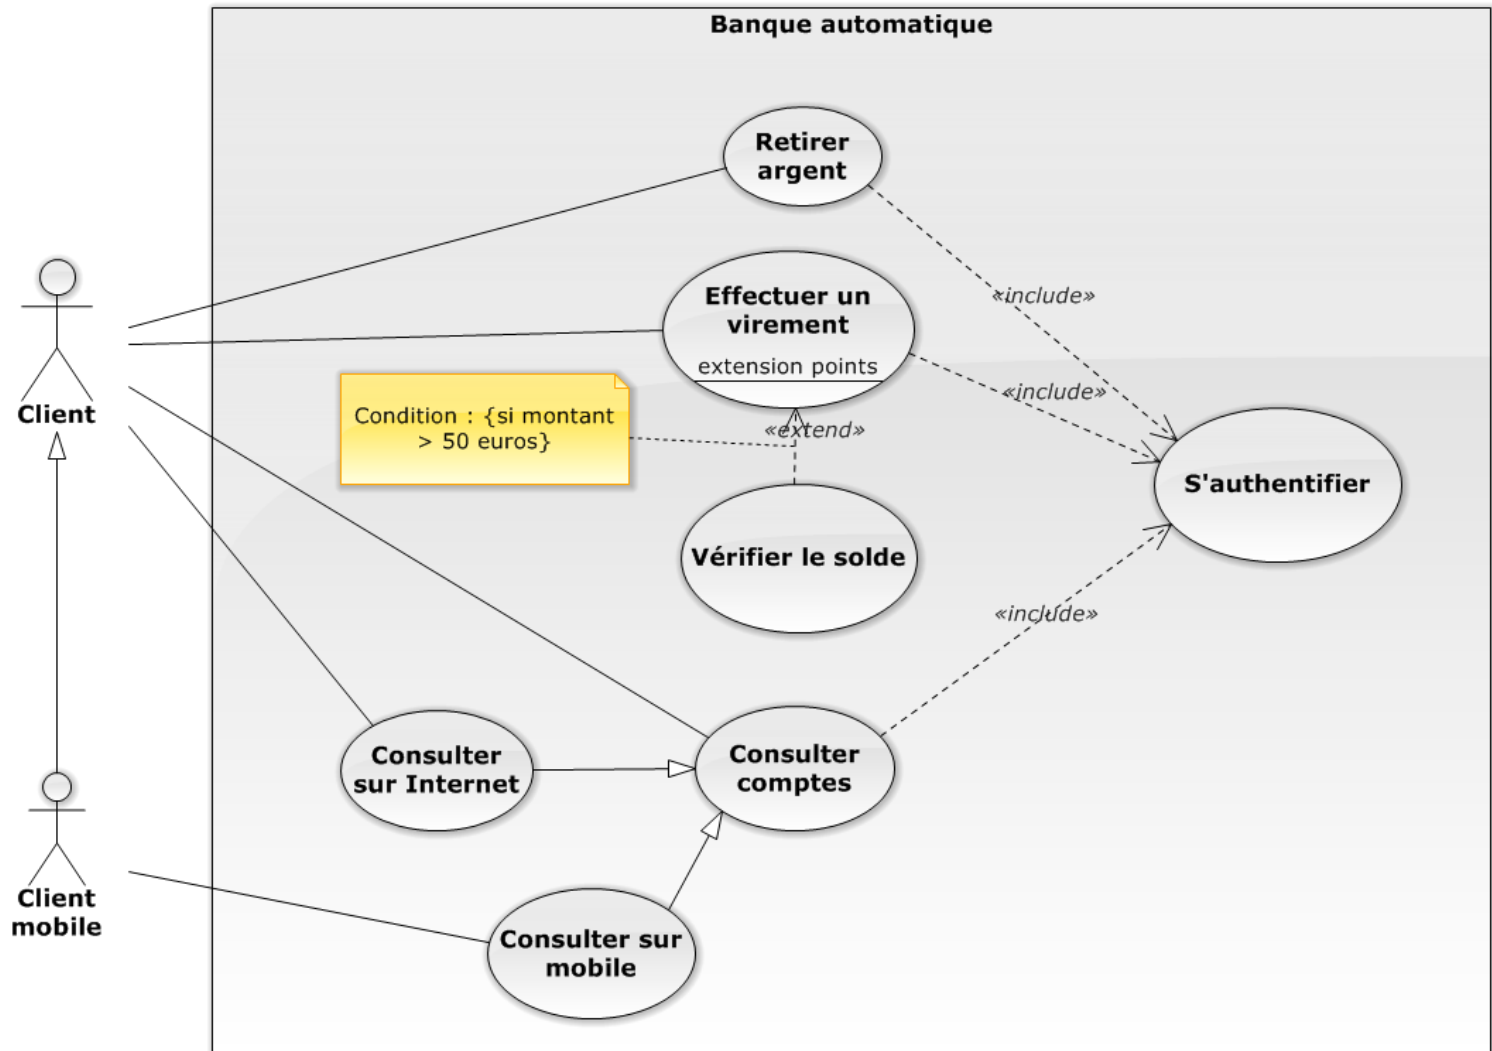 Banque automatique
Retirer
argent
«include»
Effectuer un
virement
extension points
«include»
Condition : {si montant
> 50 euros}
«extend»
Client
S'authentifier
Vérifier le solde
«include»
Consulter
sur Internet
Consulter
comptes
Client
mobile
Consulter sur
mobile